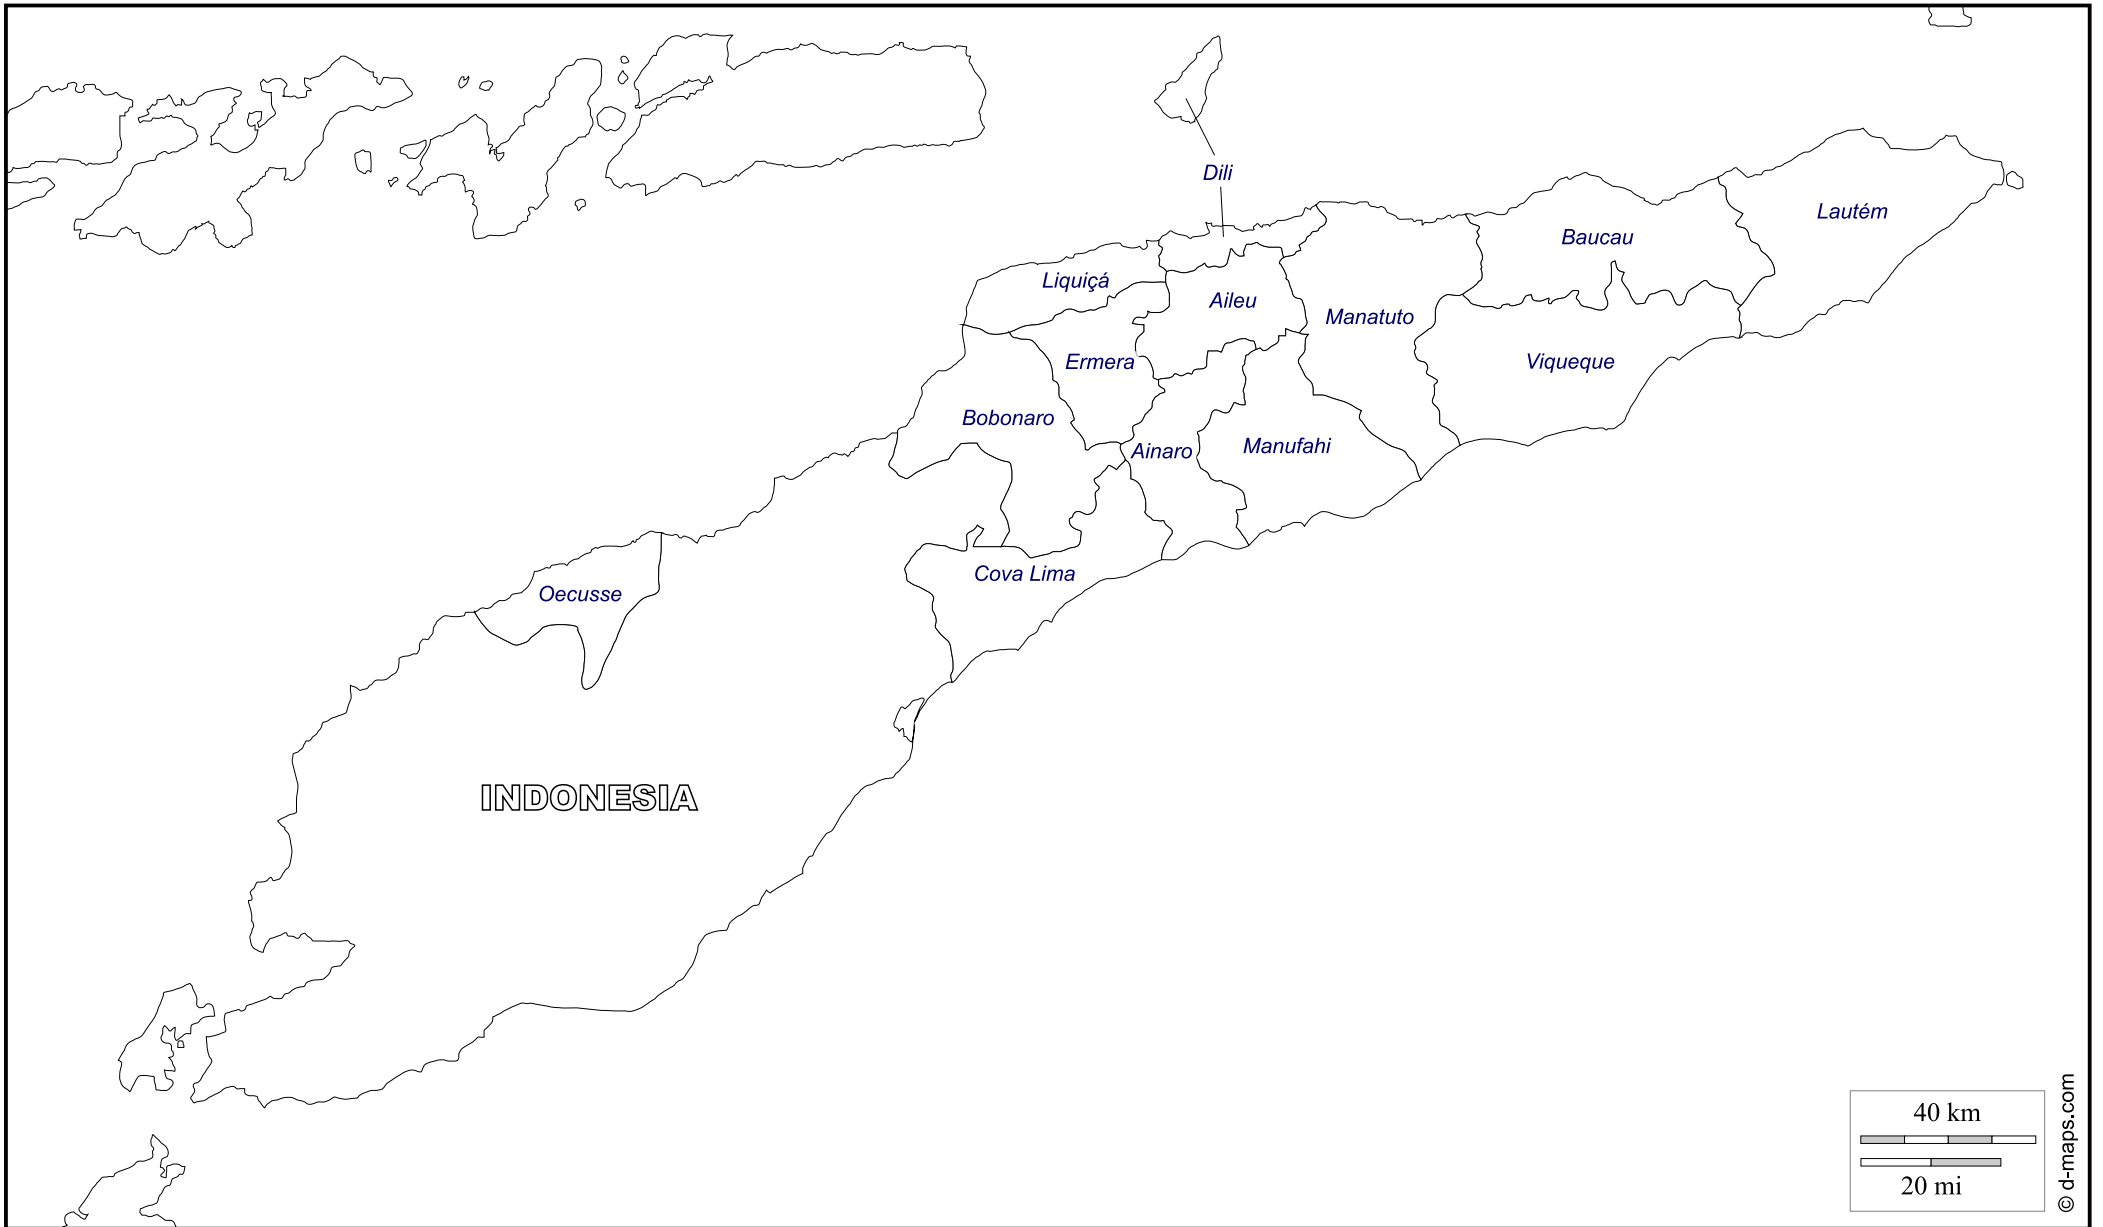 Dili
Lautém
Baucau
Liquiçá
Aileu
Manatuto
Ermera
Viqueque
Bobonaro
Ainaro
Manufahi
Cova Lima
Oecusse
INDONESIA
40 km
20 mi
© d-maps.com